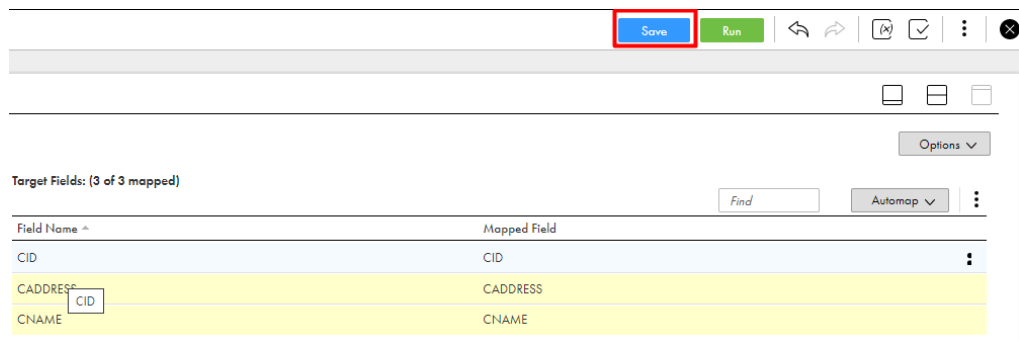 Save Run (x)
Options
Target Fields: (3 of 3 mapped)
Find Automap
Field Name Mapped Field
CID CID
CADDRESS CADDRESS
CID
CNAME CNAME